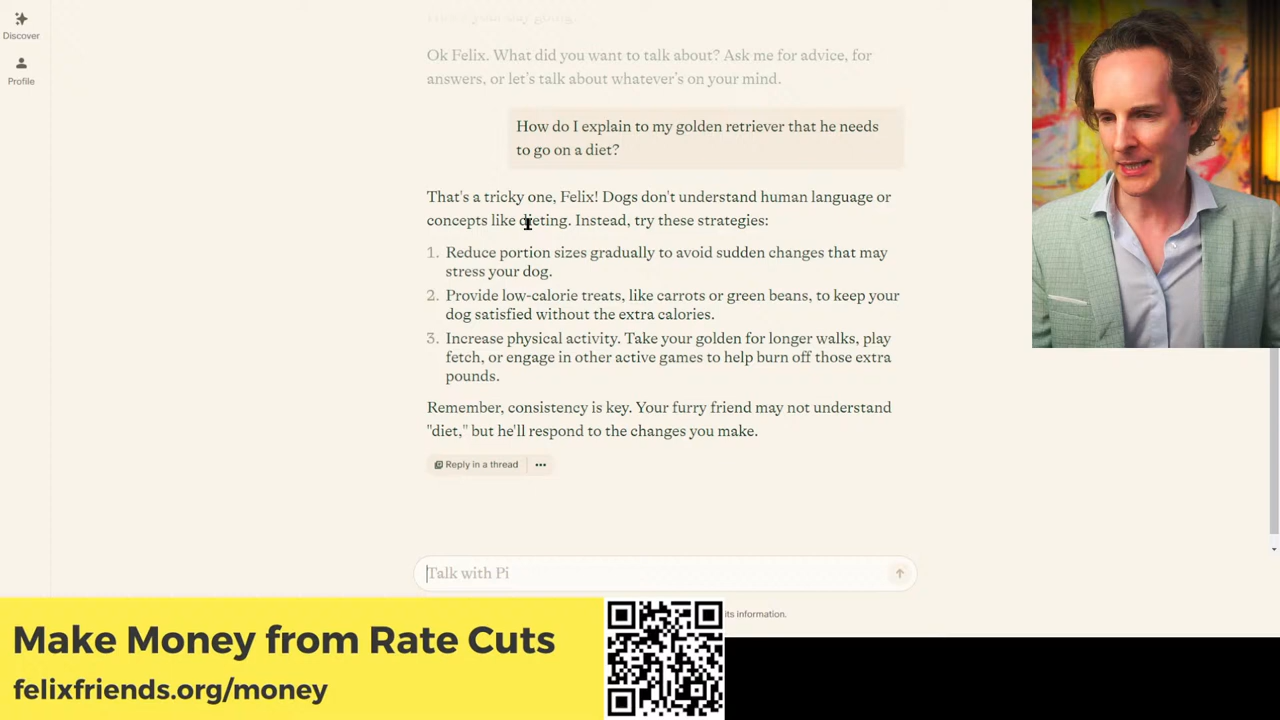 Discover
Profile
Ok Felix. What did you want to talk about? Ask me for advice, for
answers, or let's talk about whatever's on your mind.
How do I explain to my golden retriever that he needs
to go on a diet?
That's a tricky one, Felix! Dogs don't understand human language or
concepts like dieting. Instead, try these strategies:
1. Reduce portion sizes gradually to avoid sudden changes that may
stress your dog.
2. Provide low-calorie treats, like carrots or green beans, to keep your
dog satisfied without the extra calories.
3. Increase physical activity. Take your golden for longer walks, play
fetch, or engage in other active games to help burn off those extra
pounds.
Remember, consistency is key. Your furry friend may not understand
"diet," but he'll respond to the changes you make.
Reply in a thread
Talk with Pi
its information.
Make Money from Rate Cuts
felixfriends.org/money